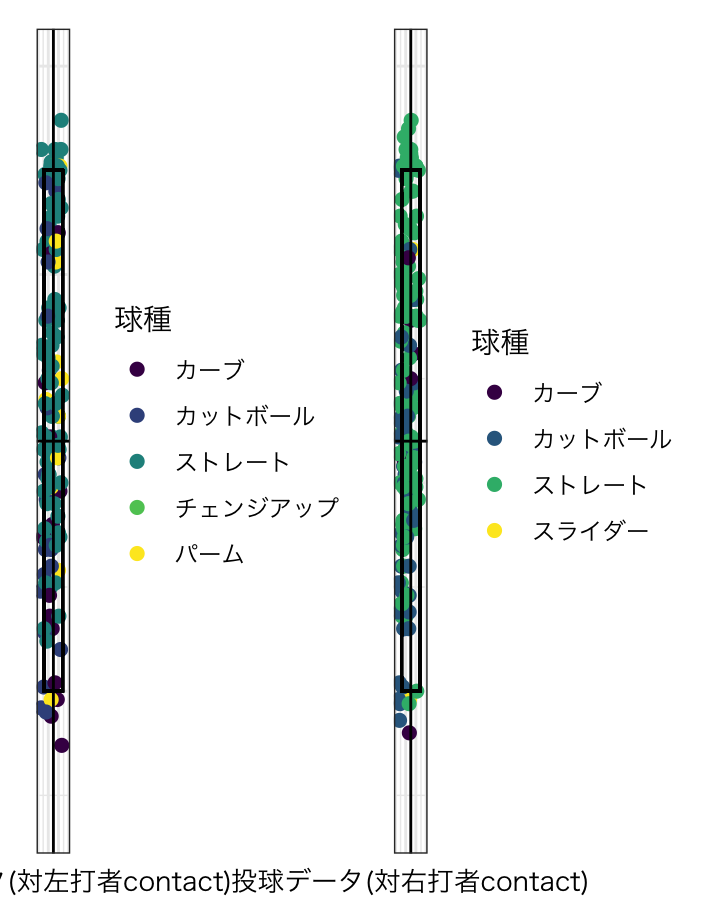 球種
カーブ
カットボール
ストレート
チェンジアップ
パーム
球種
カーブ
カットボール
ストレート
スライダー
(対左打者contact)投球データ(対右打者contact)